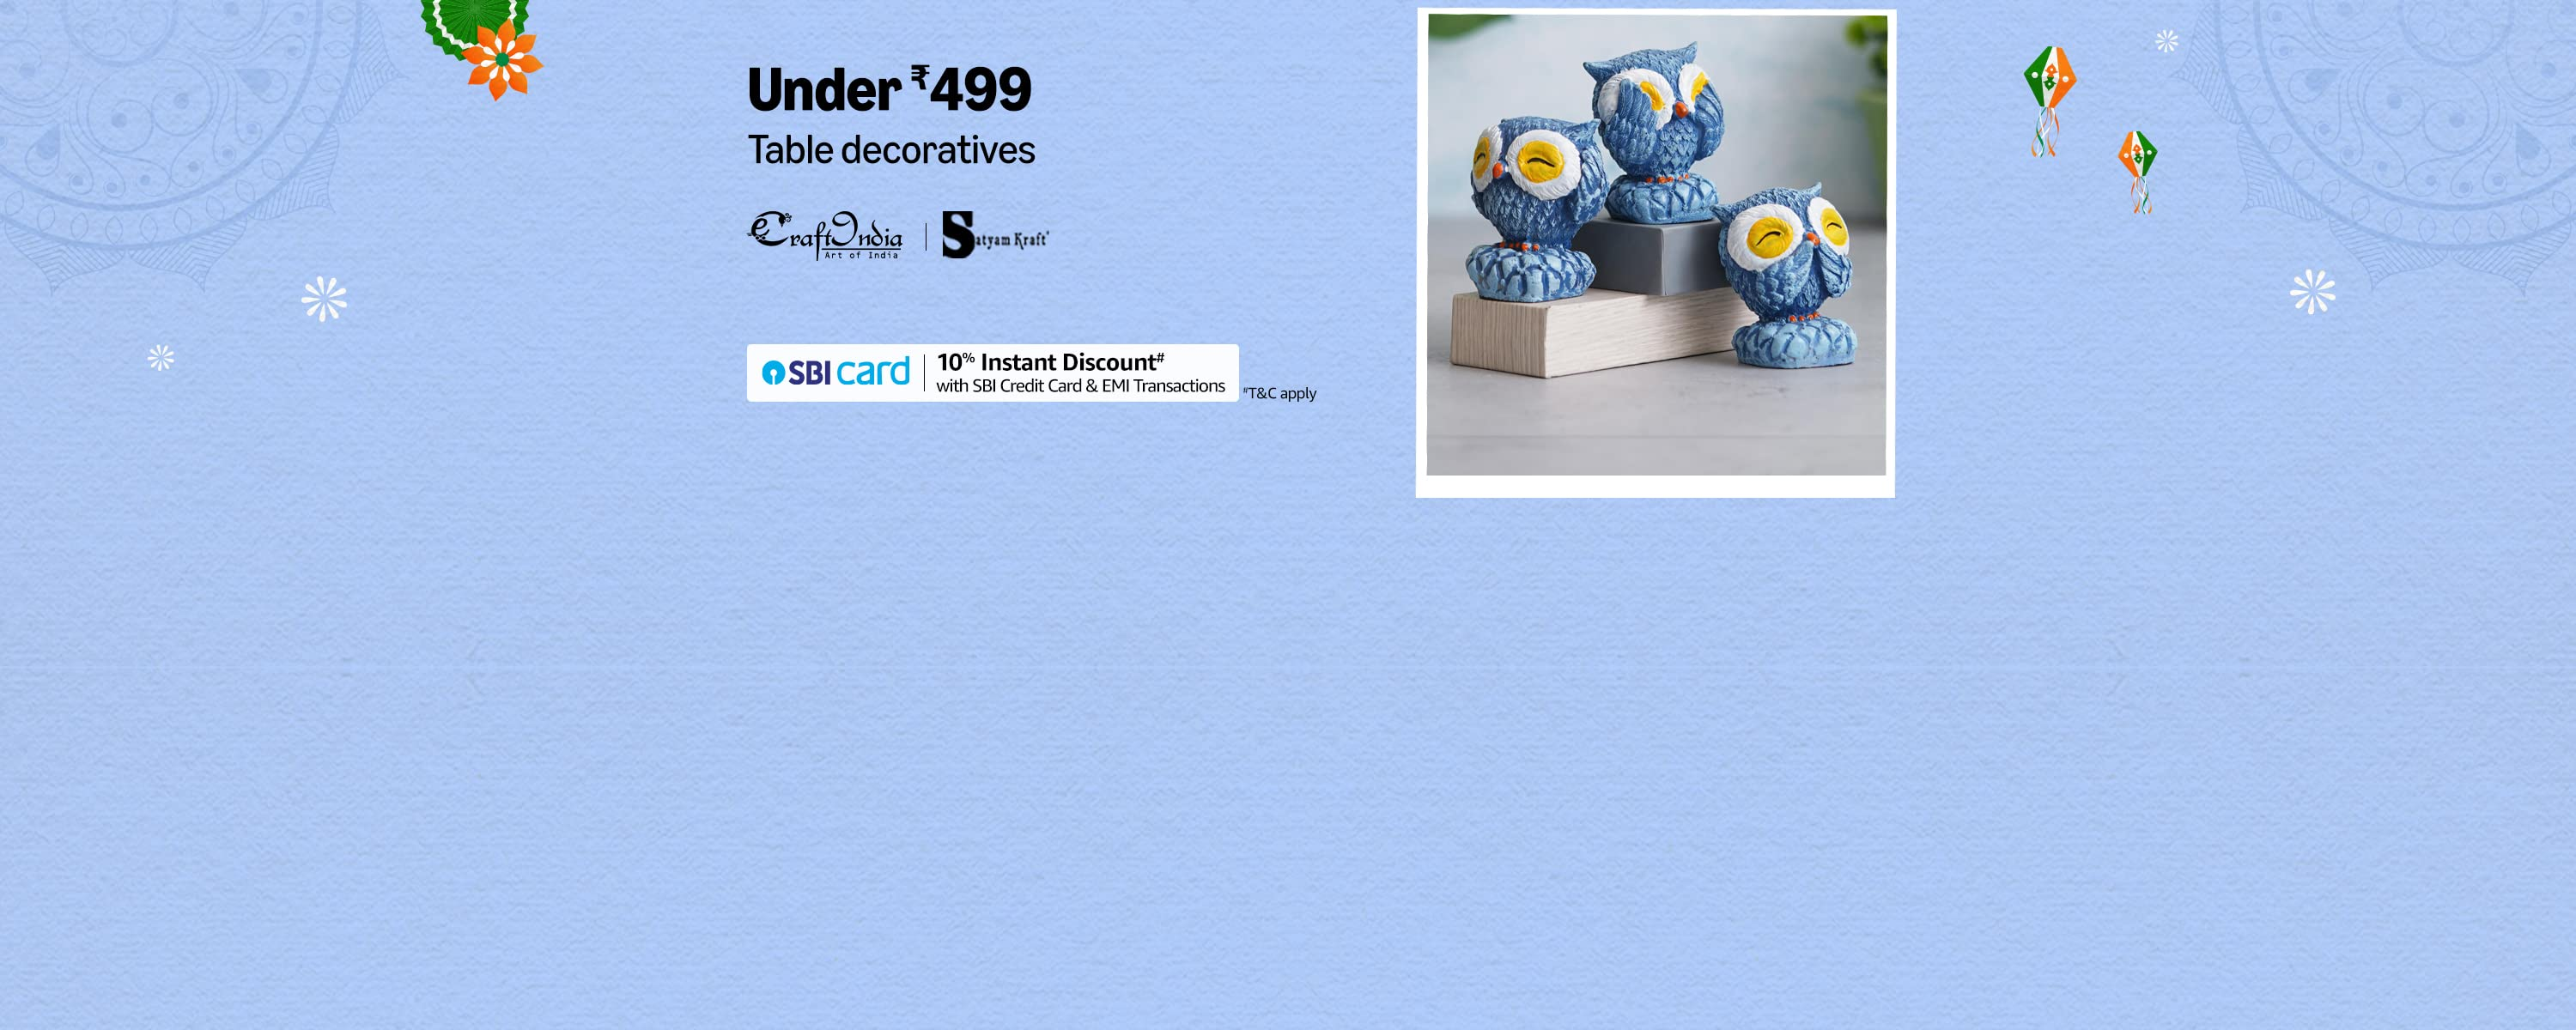 Under ₹499
Table decoratives
eCraftIndia
Art of India
Satyam Kraft
SBI card
10% Instant Discount#
with SBI Credit Card & EMI Transactions
#T&C apply